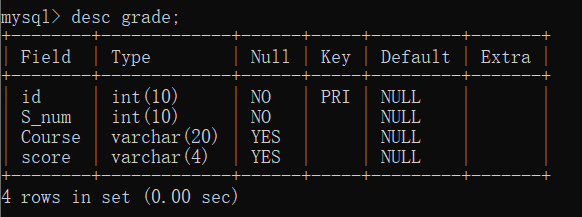 mysql> desc grade;
+--------+-------------+------+-----+---------+-------+
| Field | Type | Null | Key | Default | Extra |
+--------+-------------+------+-----+---------+-------+
| id | int(10) | NO | PRI | NULL | |
| S_num | int(10) | NO | | NULL | |
| Course | varchar(20) | YES | | NULL | |
| score | varchar(4) | YES | | NULL | |
+--------+-------------+------+-----+---------+-------+
4 rows in set (0.00 sec)